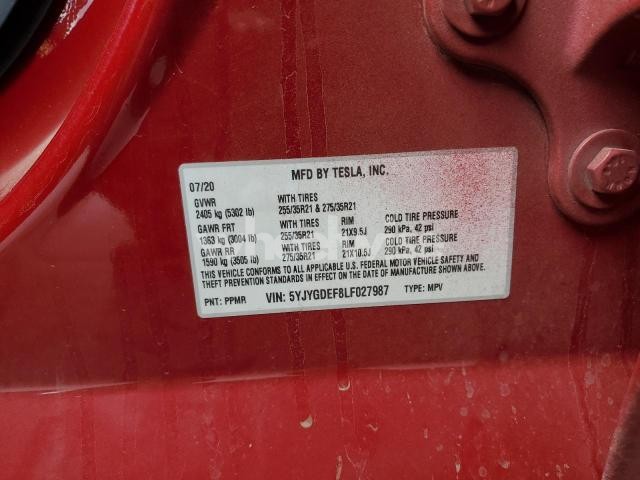 07/20 MFD BY TESLA, INC.
GVWR WITH TIRES
2405 kg (5302 lb) 255/35R21 & 275/35R21
GAWR FRT WITH TIRES RIM COLD TIRE PRESSURE
1363 kg (3004 lb) 255/35R21 21X9.5J 290 kPa, 42 psi
GAWR RR WITH TIRES RIM COLD TIRE PRESSURE
1590 kg (3505 lb) 275/35R21 21X10.5J 290 kPa, 42 psi
THIS VEHICLE CONFORMS TO ALL APPLICABLE U.S. FEDERAL MOTOR VEHICLE SAFETY AND
THEFT PREVENTION STANDARDS IN EFFECT ON THE DATE OF MANUFACTURE SHOWN ABOVE.
PNT: PPMR VIN: 5YJYGDEF8LF027987 TYPE: MPV